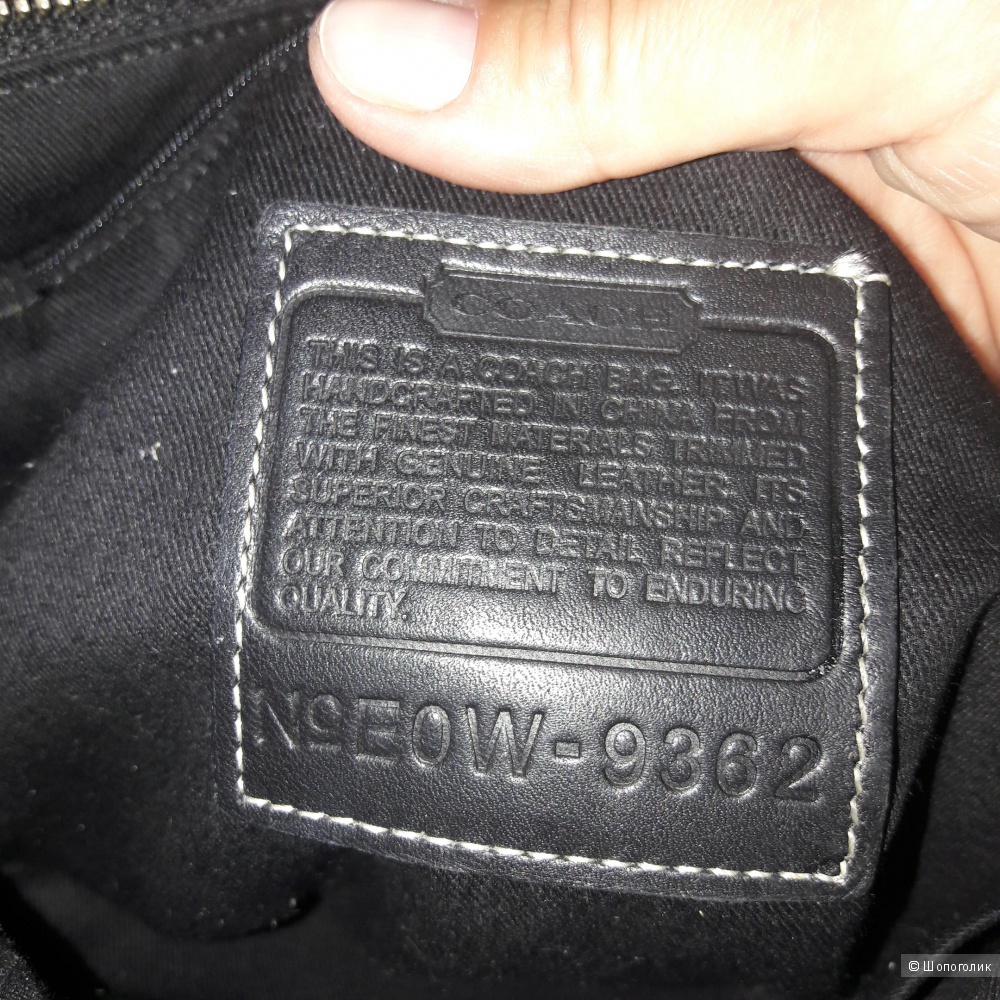 COACH
THIS IS A COACH BAG. IT WAS
HANDCRAFTED IN CHINA FROM
THE FINEST MATERIALS TRIMMED
WITH GENUINE LEATHER. ITS
SUPERIOR CRAFTSMANSHIP AND
ATTENTION TO DETAIL REFLECT
OUR COMMITMENT TO ENDURING
QUALITY.
Nº E0W-9362
© Шопоголик